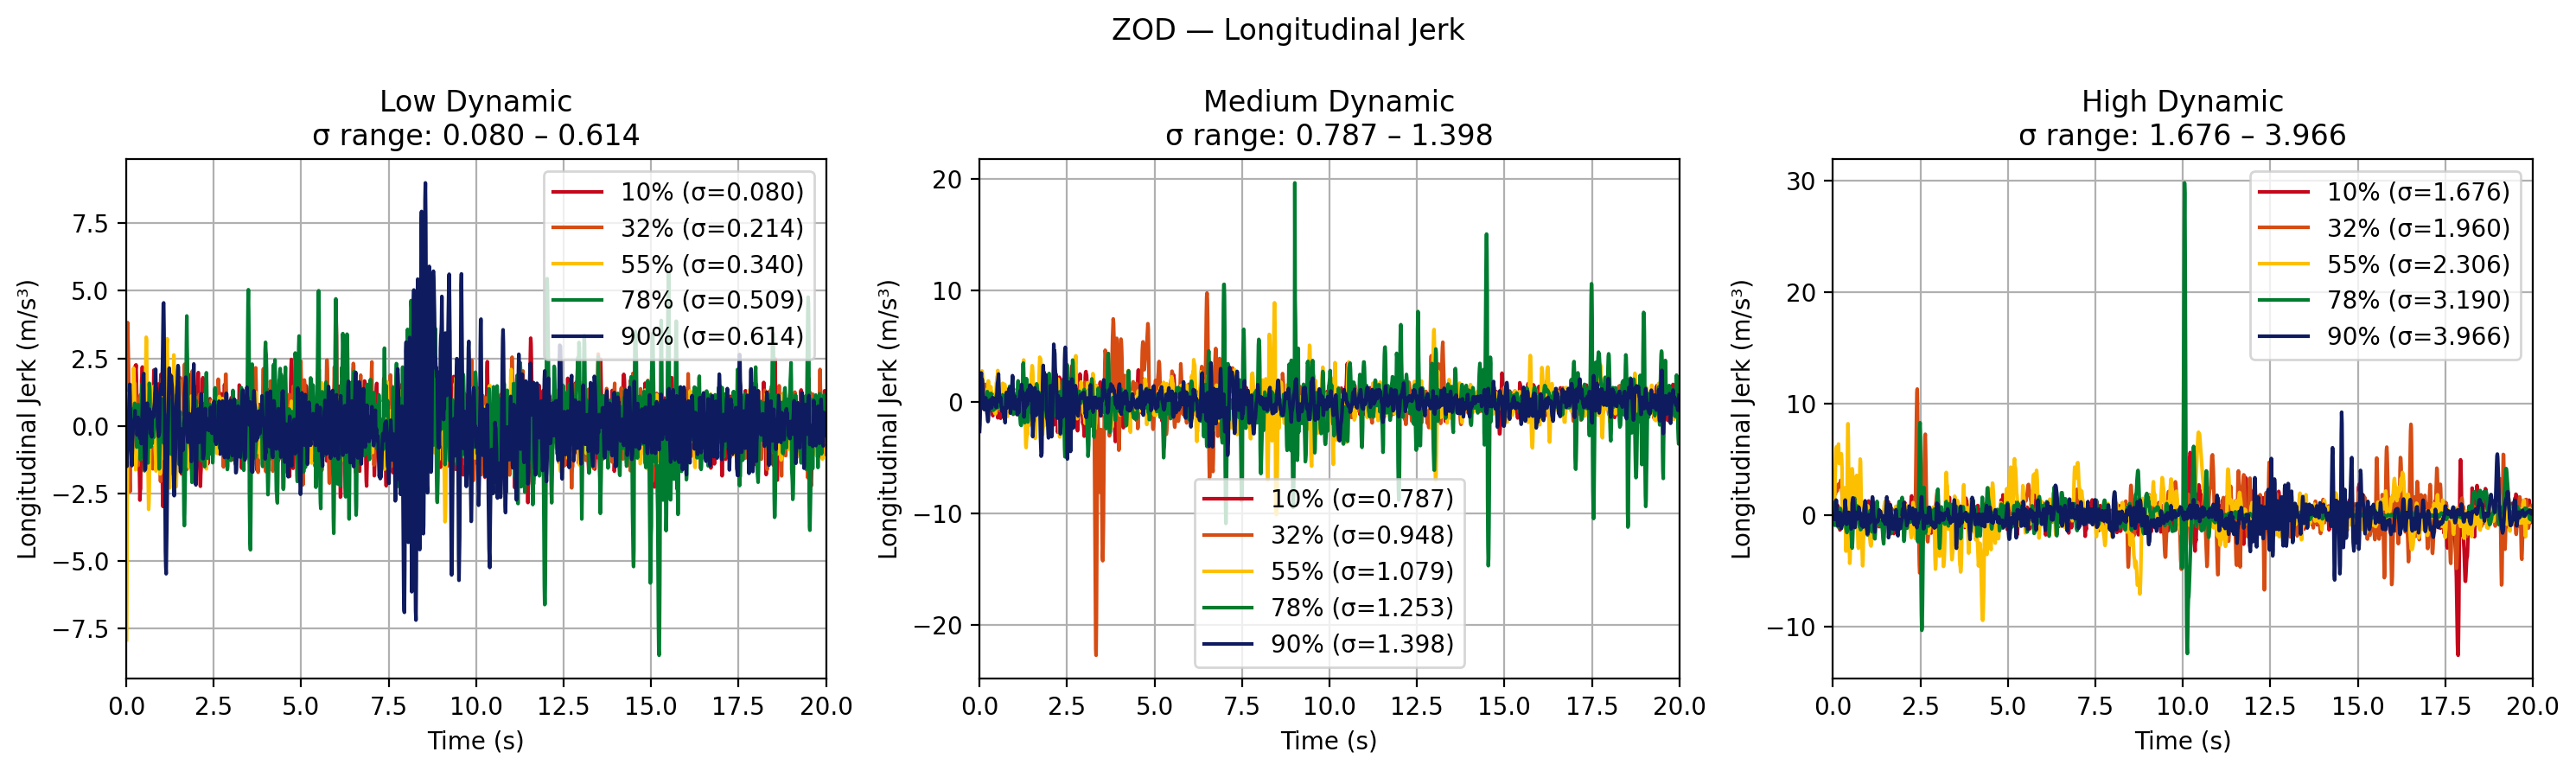 ZOD — Longitudinal Jerk
Low Dynamic
σ range: 0.080 – 0.614
Longitudinal Jerk (m/s³)
7.5
5.0
2.5
0.0
−2.5
−5.0
−7.5
10% (σ=0.080)
32% (σ=0.214)
55% (σ=0.340)
78% (σ=0.509)
90% (σ=0.614)
0.0 2.5 5.0 7.5 10.0 12.5 15.0 17.5 20.0
Time (s)
Medium Dynamic
σ range: 0.787 – 1.398
Longitudinal Jerk (m/s³)
20
10
0
−10
−20
10% (σ=0.787)
32% (σ=0.948)
55% (σ=1.079)
78% (σ=1.253)
90% (σ=1.398)
0.0 2.5 5.0 7.5 10.0 12.5 15.0 17.5 20.0
Time (s)
High Dynamic
σ range: 1.676 – 3.966
Longitudinal Jerk (m/s³)
30
20
10
0
−10
10% (σ=1.676)
32% (σ=1.960)
55% (σ=2.306)
78% (σ=3.190)
90% (σ=3.966)
0.0 2.5 5.0 7.5 10.0 12.5 15.0 17.5 20.0
Time (s)